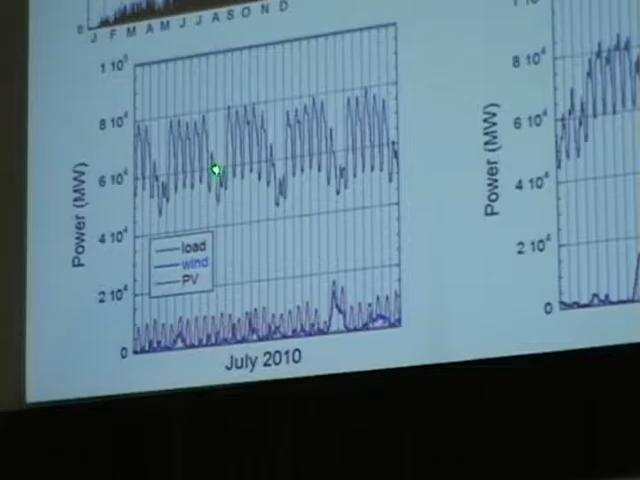 0
J F M A M J J A S O N D
1 10⁵
8 10⁴
6 10⁴
4 10⁴
2 10⁴
0
Power (MW)
load
wind
PV
July 2010
8 10⁴
6 10⁴
4 10⁴
2 10⁴
0
Power (MW)